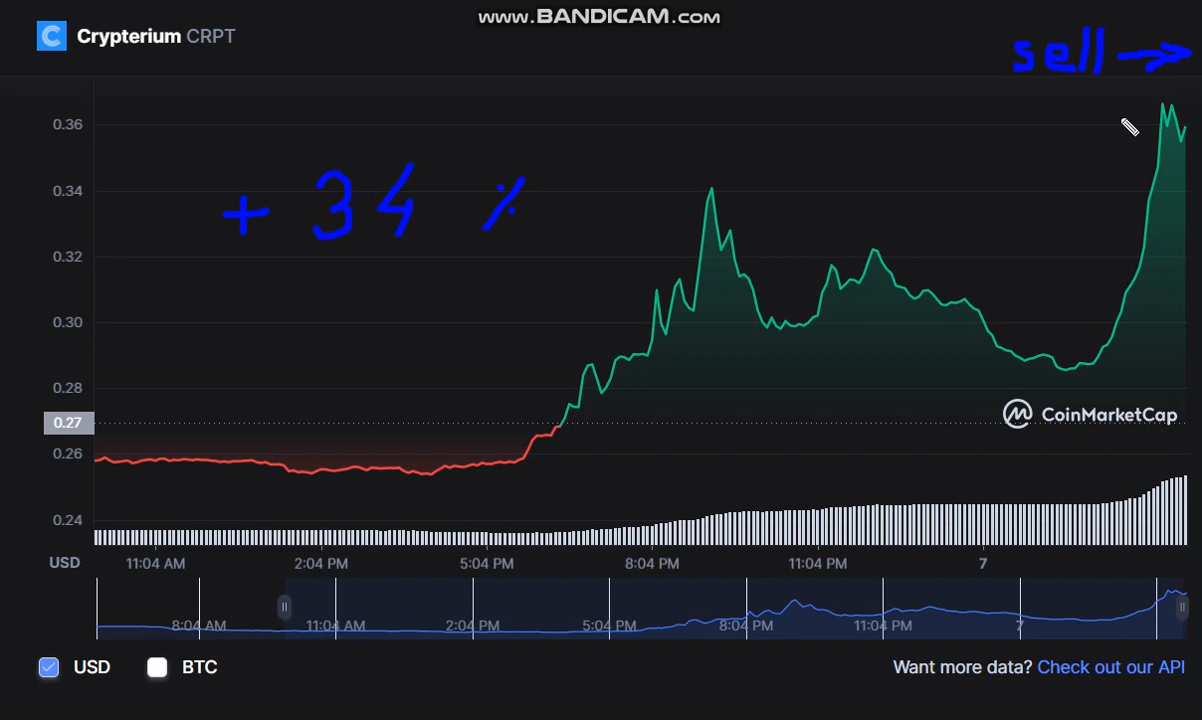 www.BANDICAM.com
Crypterium CRPT
sell →
0.36
+ 34 %
0.34
0.32
0.30
0.28
0.27
CoinMarketCap
0.26
0.24
USD 11:04 AM 2:04 PM 5:04 PM 8:04 PM 11:04 PM 7
8:04 AM 11:04 AM 2:04 PM 5:04 PM 8:04 PM 11:04 PM 7
USD BTC Want more data? Check out our API